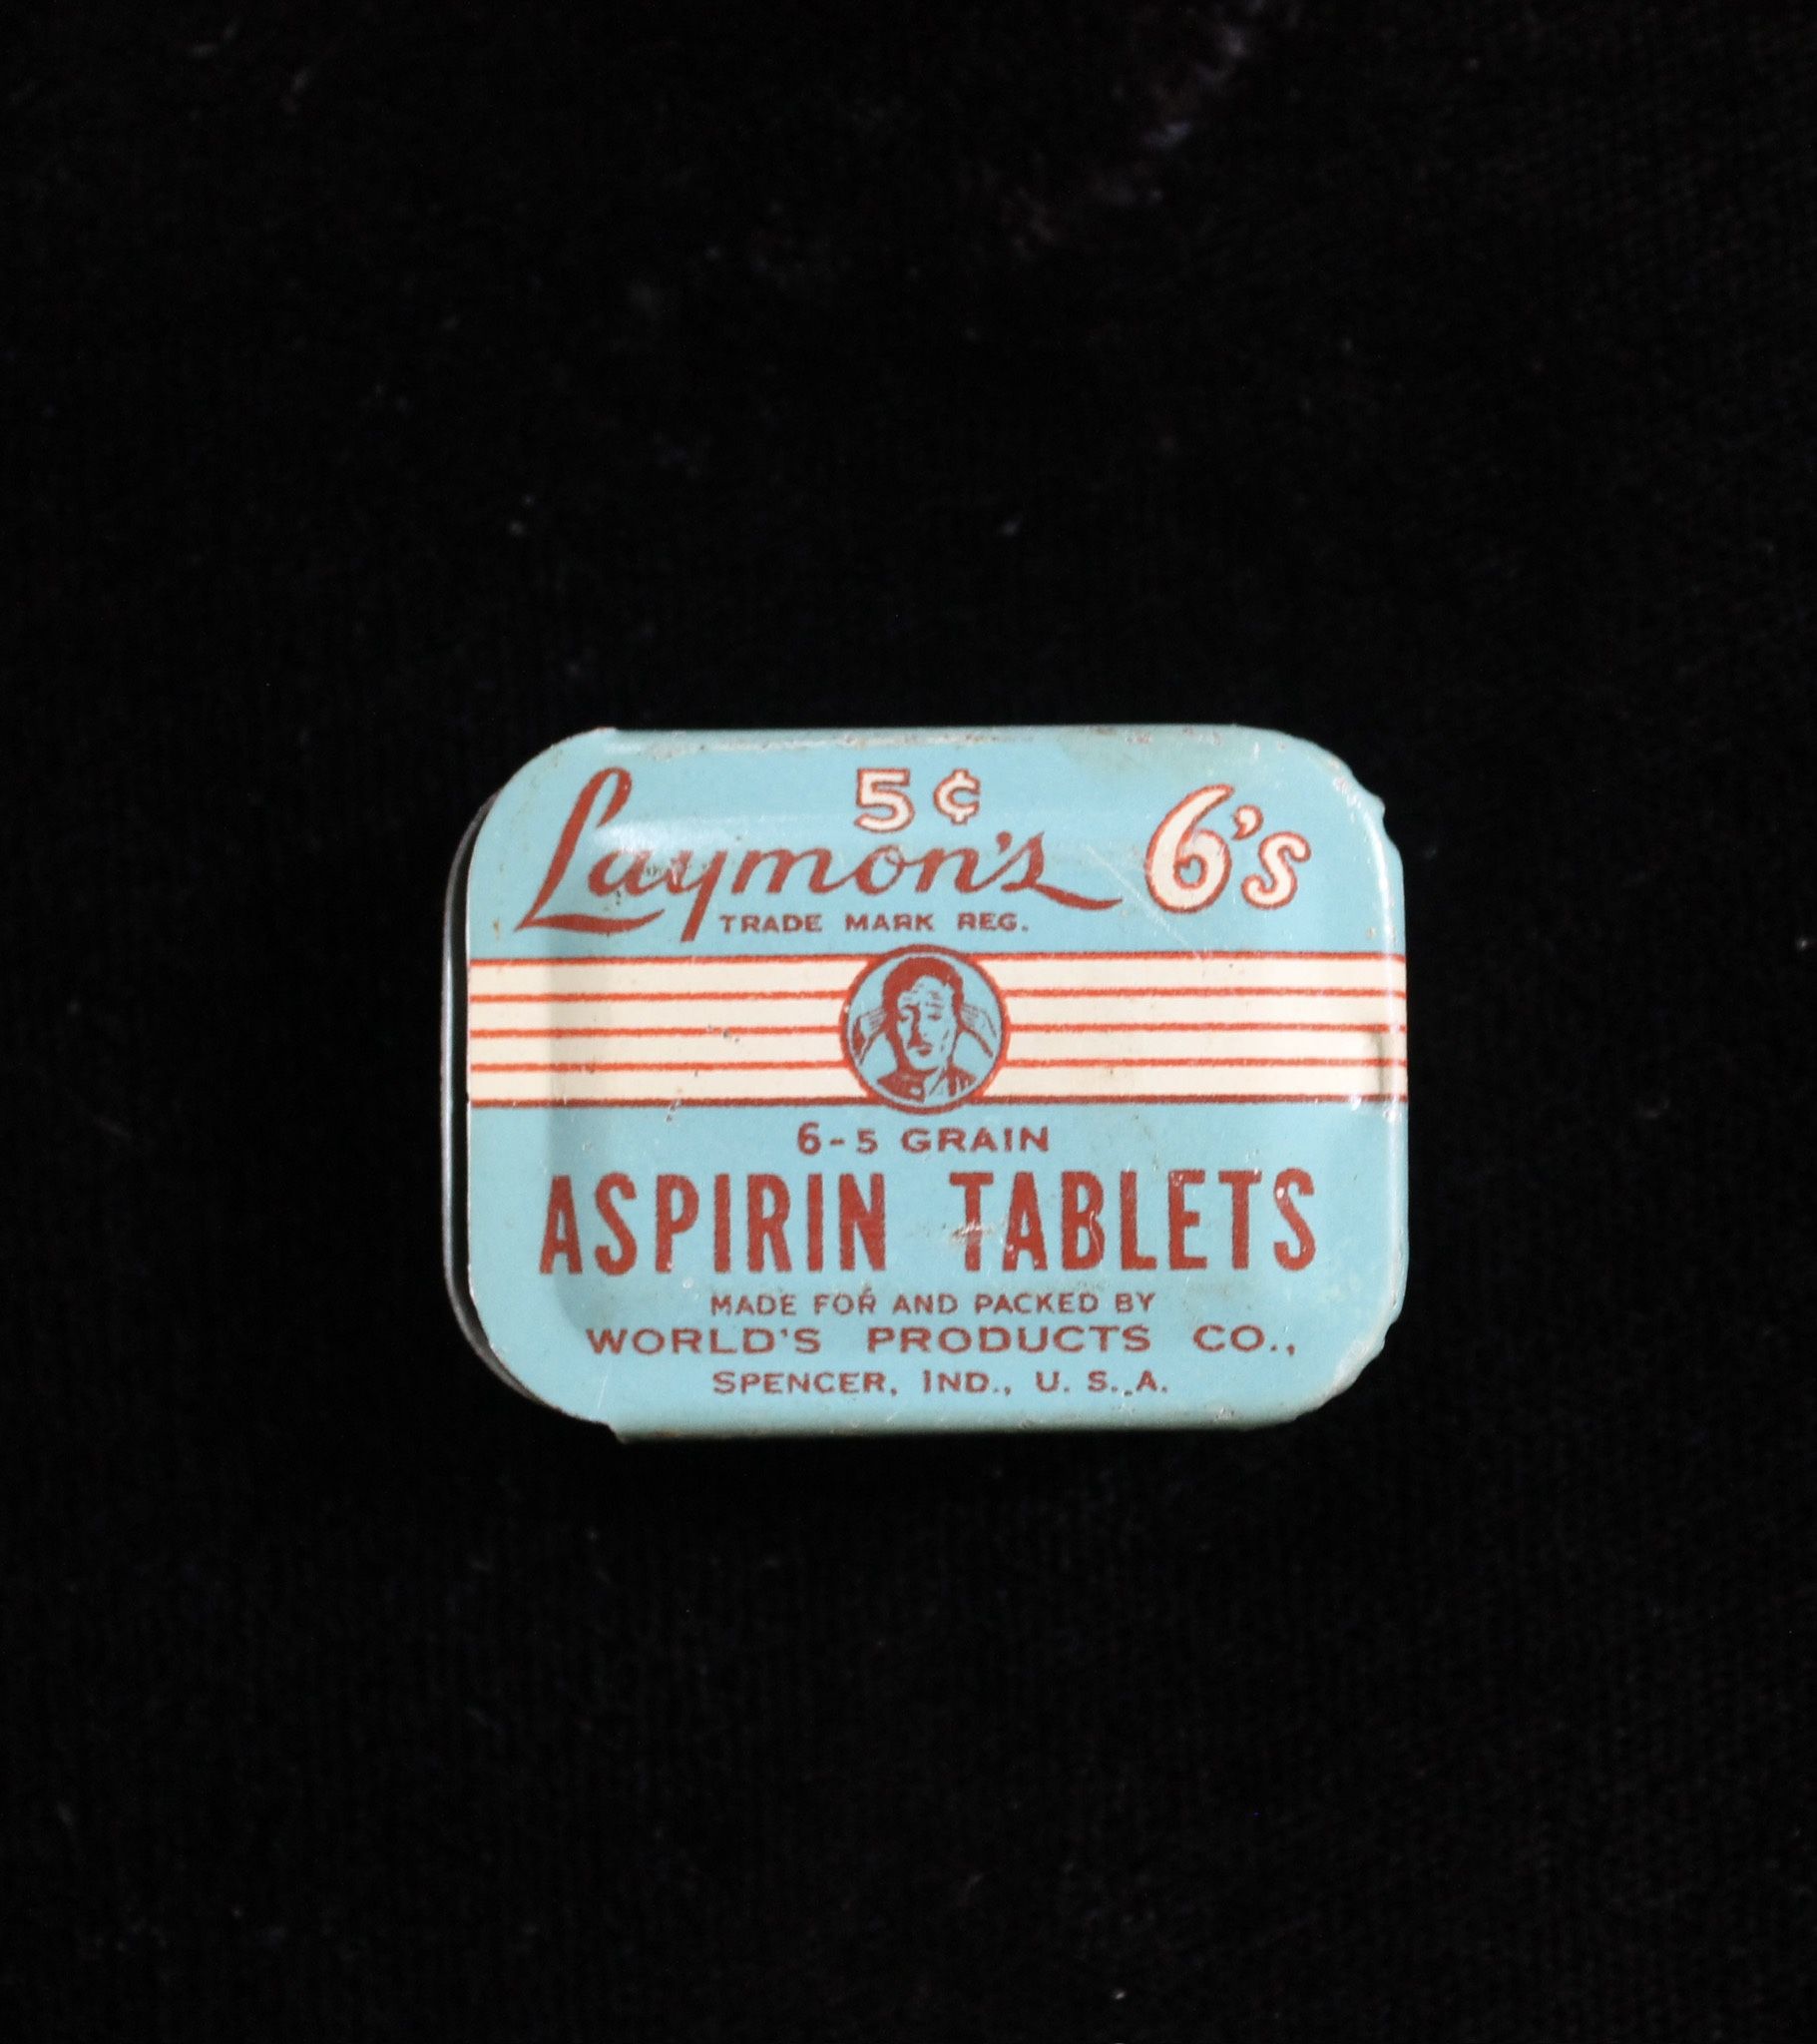 5¢
Laymon's 6's
TRADE MARK REG.
6-5 GRAIN
ASPIRIN TABLETS
MADE FOR AND PACKED BY
WORLD'S PRODUCTS CO.,
SPENCER, IND., U. S. A.